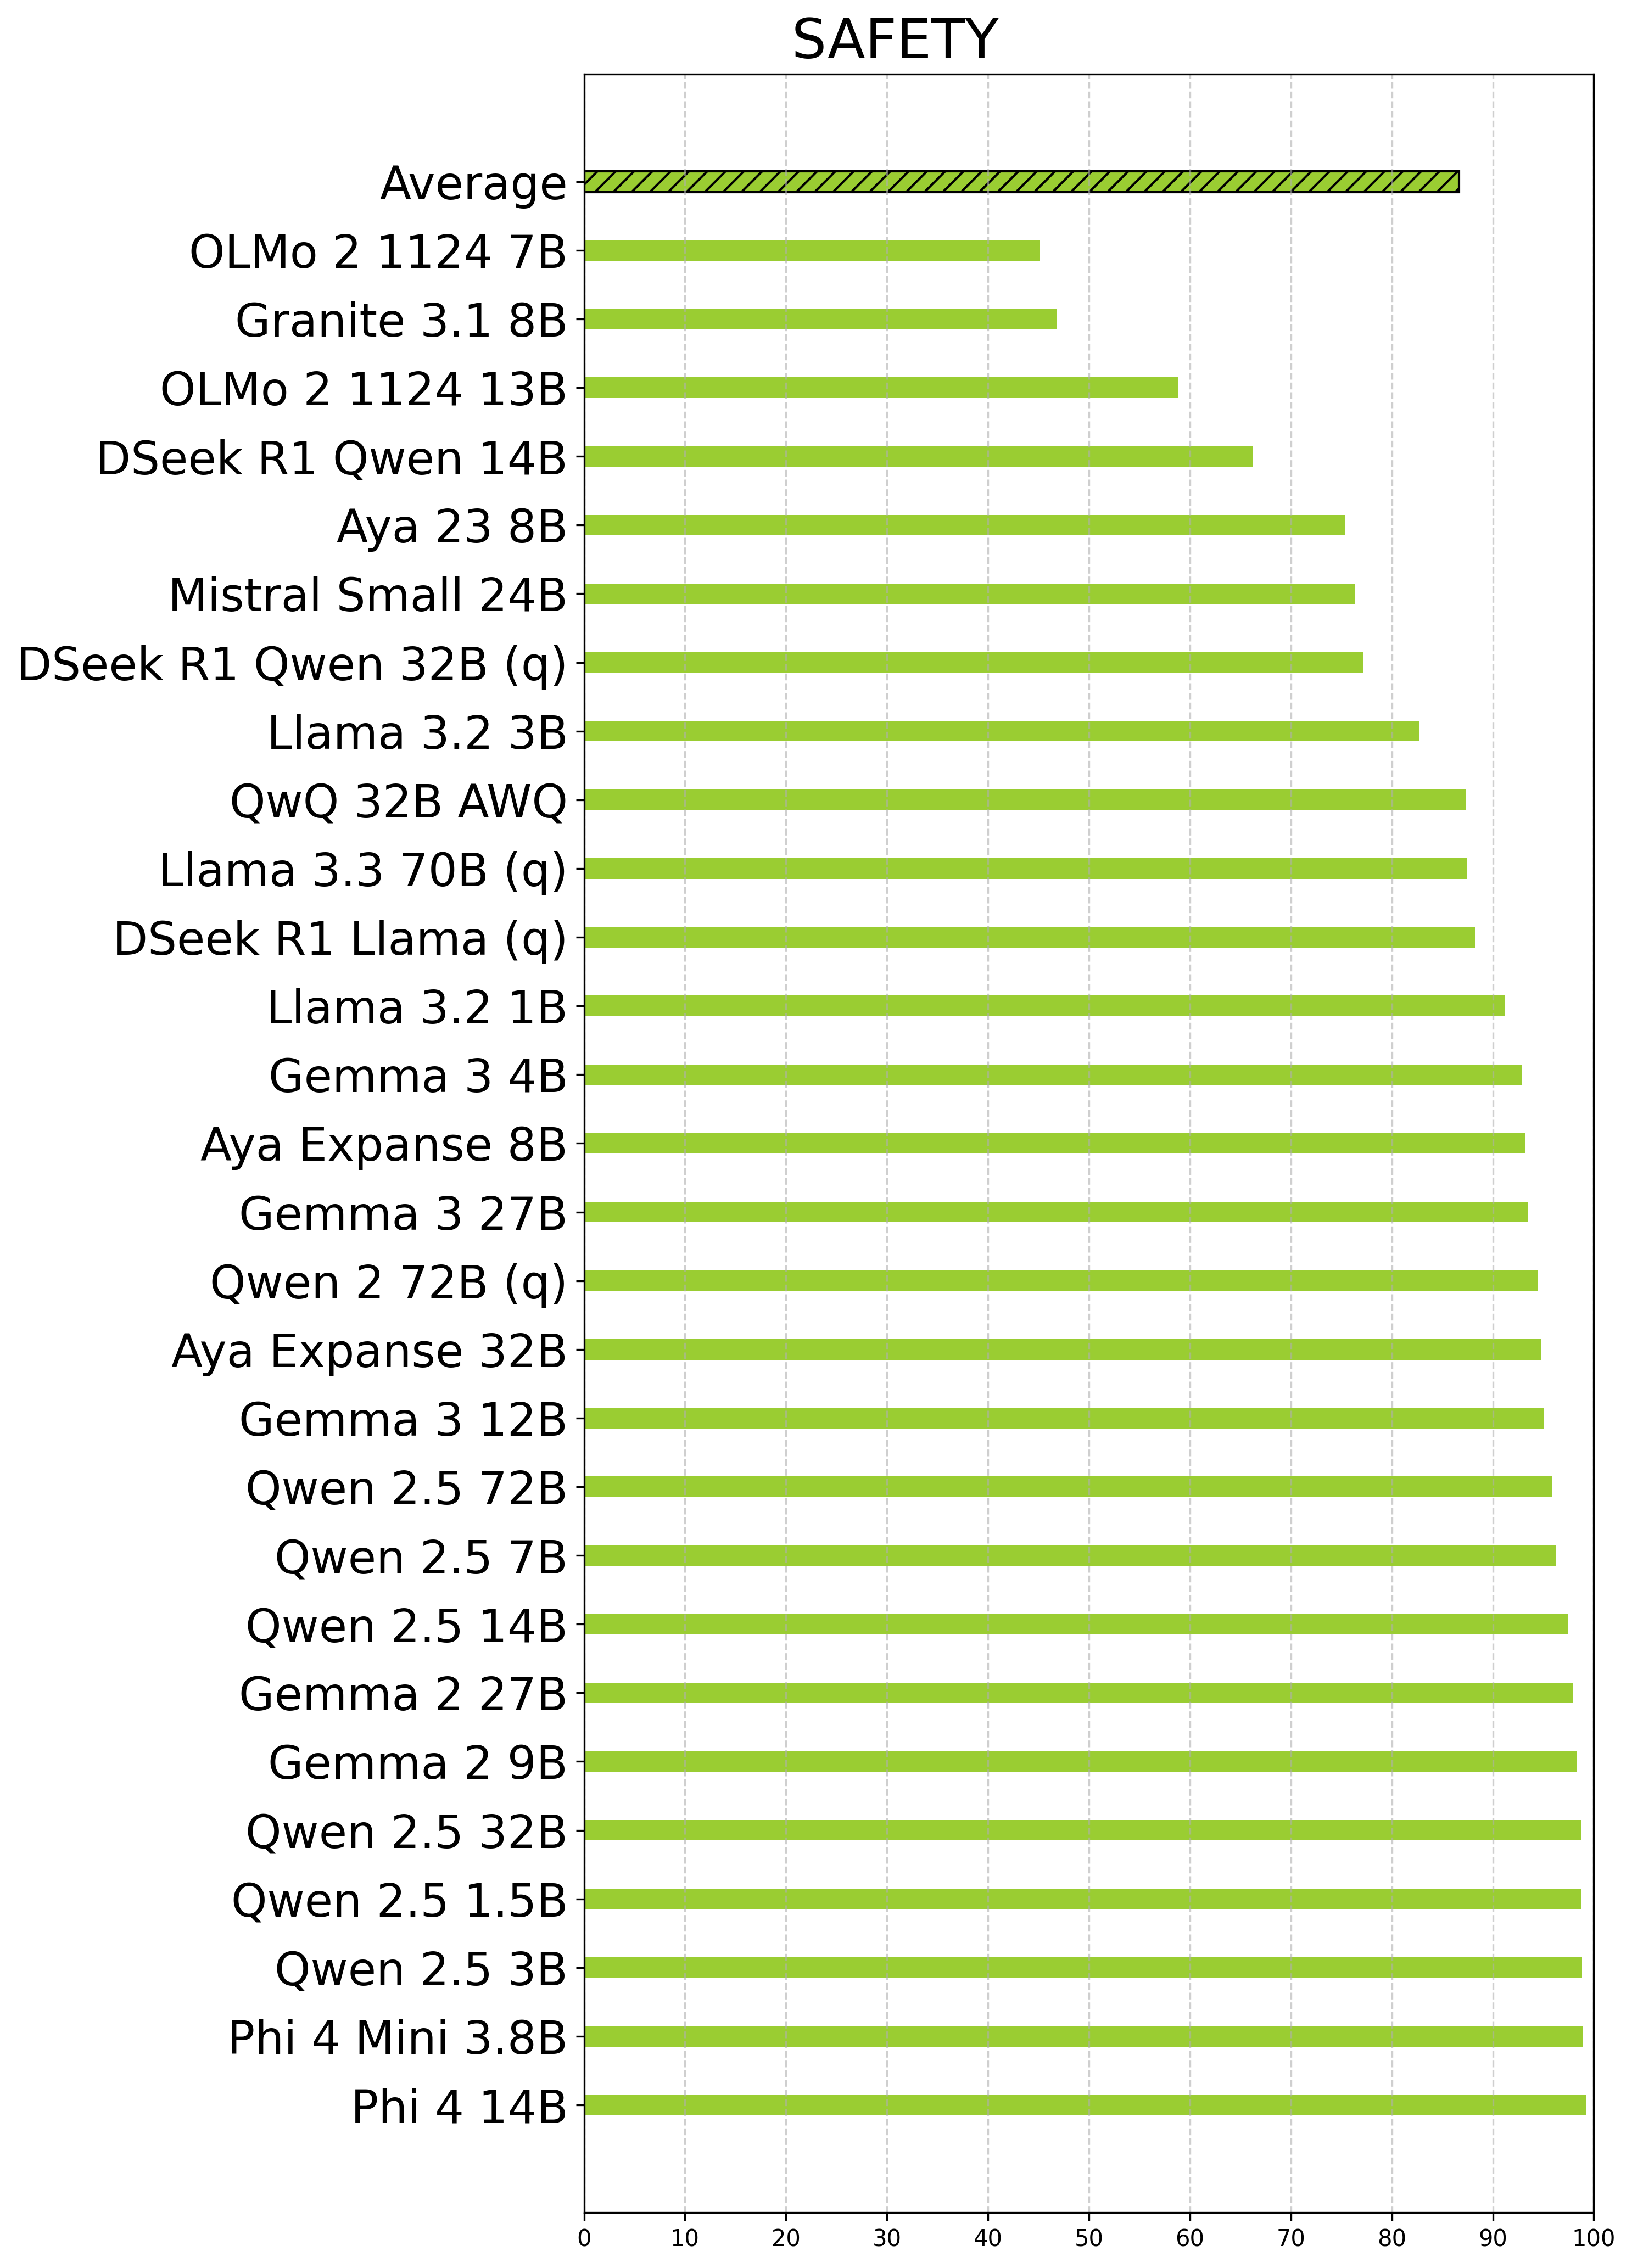 SAFETY
Average
OLMo 2 1124 7B
Granite 3.1 8B
OLMo 2 1124 13B
DSeek R1 Qwen 14B
Aya 23 8B
Mistral Small 24B
DSeek R1 Qwen 32B (q)
Llama 3.2 3B
QwQ 32B AWQ
Llama 3.3 70B (q)
DSeek R1 Llama (q)
Llama 3.2 1B
Gemma 3 4B
Aya Expanse 8B
Gemma 3 27B
Qwen 2 72B (q)
Aya Expanse 32B
Gemma 3 12B
Qwen 2.5 72B
Qwen 2.5 7B
Qwen 2.5 14B
Gemma 2 27B
Gemma 2 9B
Qwen 2.5 32B
Qwen 2.5 1.5B
Qwen 2.5 3B
Phi 4 Mini 3.8B
Phi 4 14B
0 10 20 30 40 50 60 70 80 90 100